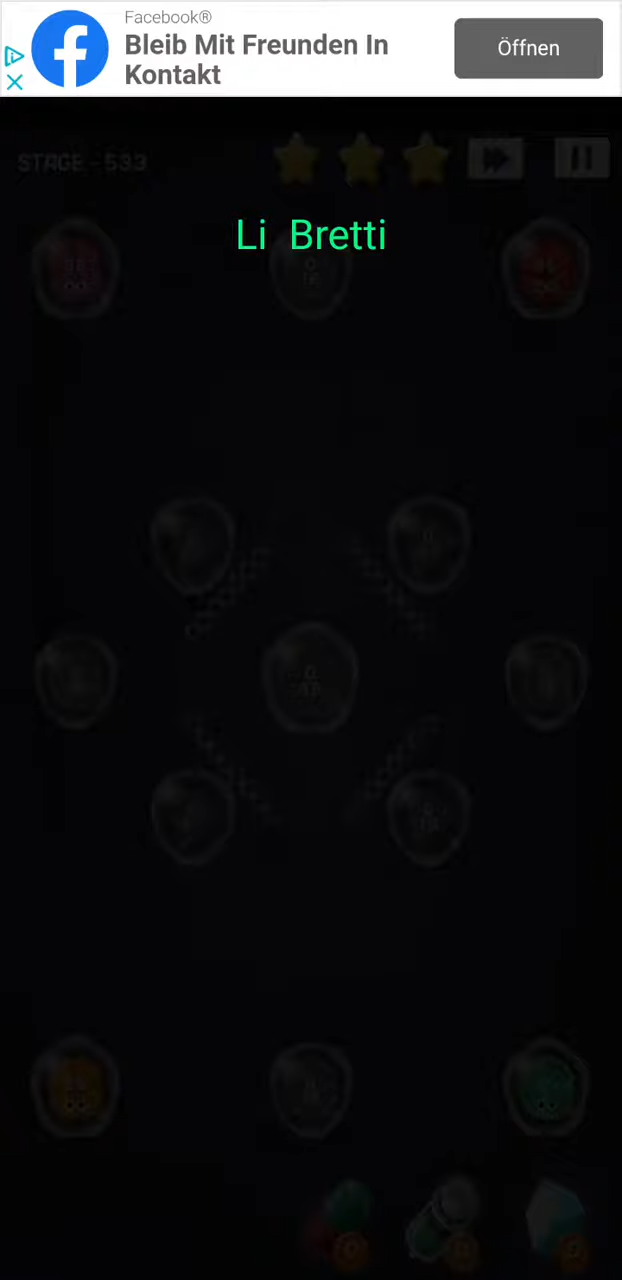 Facebook®
Bleib Mit Freunden In
Kontakt
Öffnen
STAGE - 533
Li Bretti